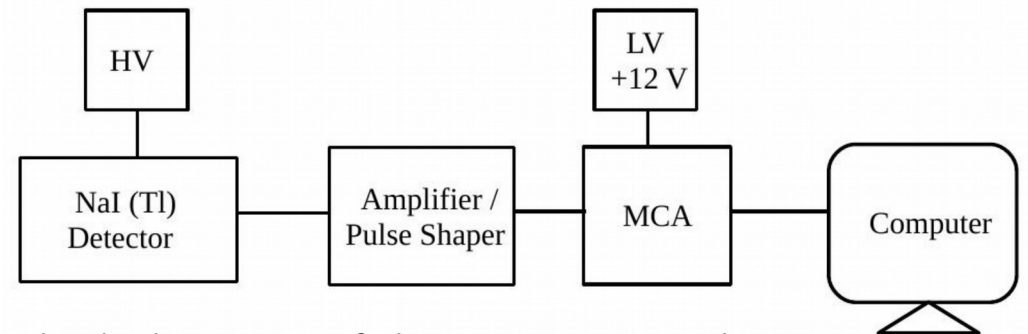 HV
LV
+12 V
NaI (Tl)
Detector
Amplifier /
Pulse Shaper
MCA
Computer